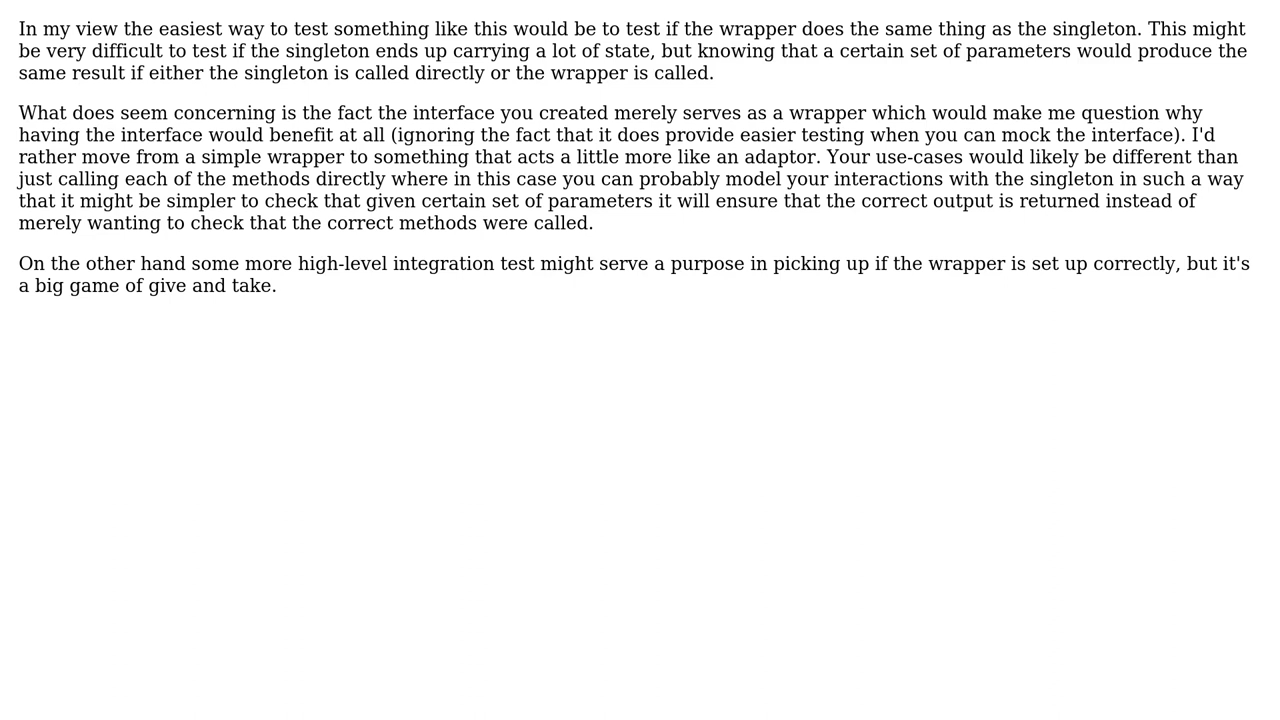 In my view the easiest way to test something like this would be to test if the wrapper does the same thing as the singleton. This might
be very difficult to test if the singleton ends up carrying a lot of state, but knowing that a certain set of parameters would produce the
same result if either the singleton is called directly or the wrapper is called.
What does seem concerning is the fact the interface you created merely serves as a wrapper which would make me question why
having the interface would benefit at all (ignoring the fact that it does provide easier testing when you can mock the interface). I'd
rather move from a simple wrapper to something that acts a little more like an adaptor. Your use-cases would likely be different than
just calling each of the methods directly where in this case you can probably model your interactions with the singleton in such a way
that it might be simpler to check that given certain set of parameters it will ensure that the correct output is returned instead of
merely wanting to check that the correct methods were called.
On the other hand some more high-level integration test might serve a purpose in picking up if the wrapper is set up correctly, but it's
a big game of give and take.